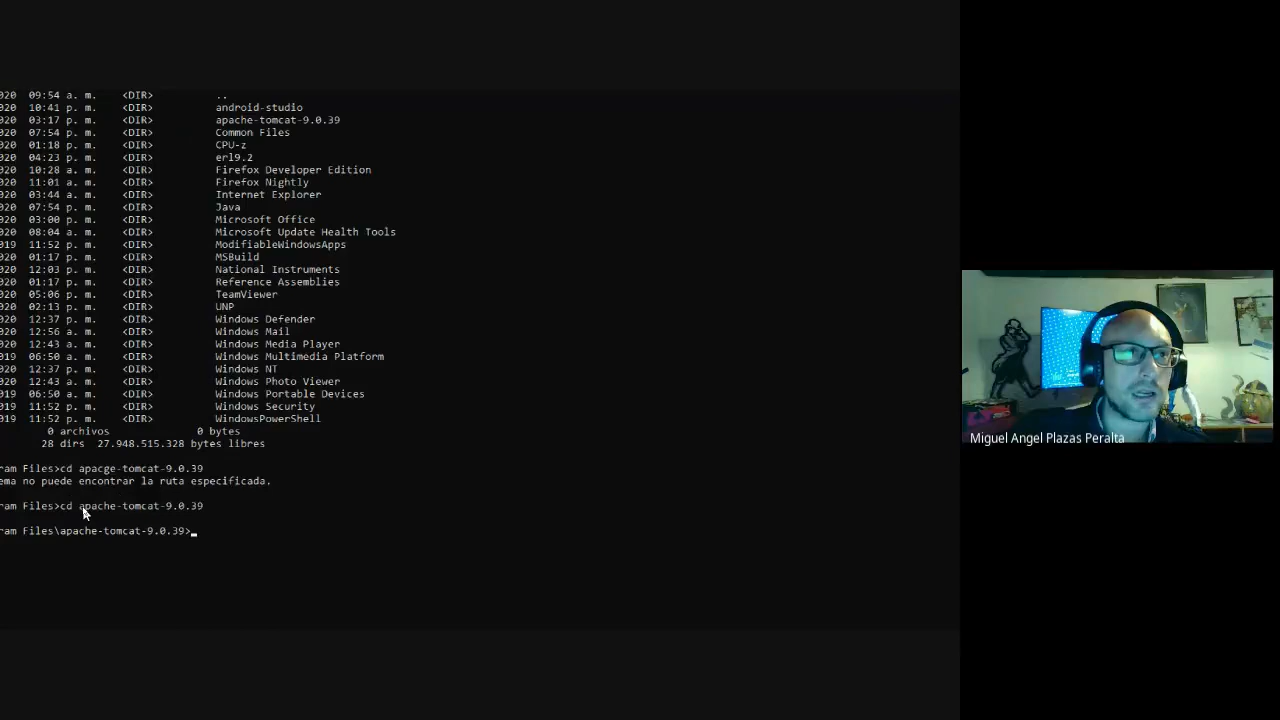 020 09:54 a. m. <DIR> ..
020 10:41 p. m. <DIR> android-studio
020 03:17 p. m. <DIR> apache-tomcat-9.0.39
020 07:54 p. m. <DIR> Common Files
020 01:18 p. m. <DIR> CPU-z
020 04:23 p. m. <DIR> erl9.2
020 10:28 a. m. <DIR> Firefox Developer Edition
020 11:01 a. m. <DIR> Firefox Nightly
020 03:44 a. m. <DIR> Internet Explorer
020 07:54 p. m. <DIR> Java
020 03:00 p. m. <DIR> Microsoft Office
020 08:04 a. m. <DIR> Microsoft Update Health Tools
019 11:52 p. m. <DIR> ModifiableWindowsApps
020 01:17 p. m. <DIR> MSBuild
020 12:03 p. m. <DIR> National Instruments
020 01:17 p. m. <DIR> Reference Assemblies
020 05:06 p. m. <DIR> TeamViewer
020 02:13 p. m. <DIR> UNP
020 12:37 p. m. <DIR> Windows Defender
020 12:56 a. m. <DIR> Windows Mail
020 12:43 a. m. <DIR> Windows Media Player
019 06:50 a. m. <DIR> Windows Multimedia Platform
020 12:37 p. m. <DIR> Windows NT
020 12:43 a. m. <DIR> Windows Photo Viewer
019 06:50 a. m. <DIR> Windows Portable Devices
019 11:52 p. m. <DIR> Windows Security
019 11:52 p. m. <DIR> WindowsPowerShell
0 archivos 0 bytes
28 dirs 27.948.515.328 bytes libres
ram Files>cd apacge-tomcat-9.0.39
ema no puede encontrar la ruta especificada.
ram Files>cd apache-tomcat-9.0.39
ram Files\apache-tomcat-9.0.39>
Miguel Angel Plazas Peralta